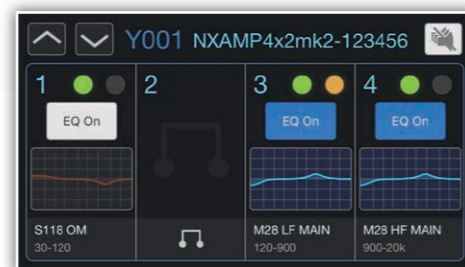 Y001 NXAMP4x2mk2-123456
1 2 3 4
EQ On EQ On EQ On
S118 OM M28 LF MAIN M28 HF MAIN
30-120 120-900 900-20k